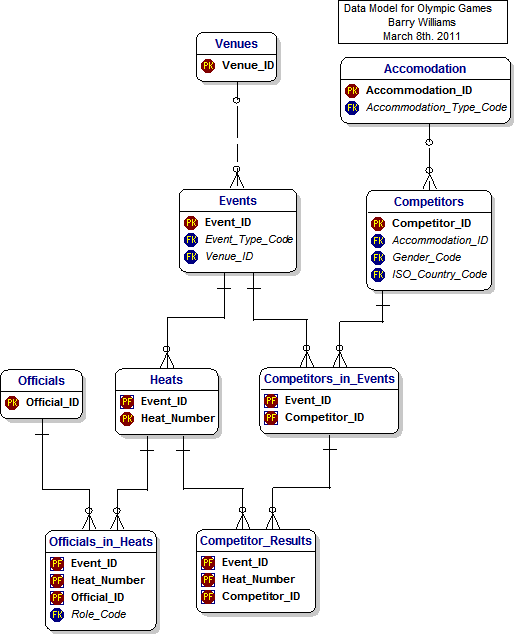 Data Model for Olympic Games
Barry Williams
March 8th. 2011
Venues
PK Venue_ID
Accomodation
PK Accommodation_ID
FK Accommodation_Type_Code
Events
PK Event_ID
FK Event_Type_Code
FK Venue_ID
Competitors
PK Competitor_ID
FK Accommodation_ID
FK Gender_Code
FK ISO_Country_Code
Officials
PK Official_ID
Heats
PF Event_ID
PK Heat_Number
Competitors_in_Events
PF Event_ID
PF Competitor_ID
Officials_in_Heats
PF Event_ID
PF Heat_Number
PF Official_ID
FK Role_Code
Competitor_Results
PF Event_ID
PF Heat_Number
PF Competitor_ID